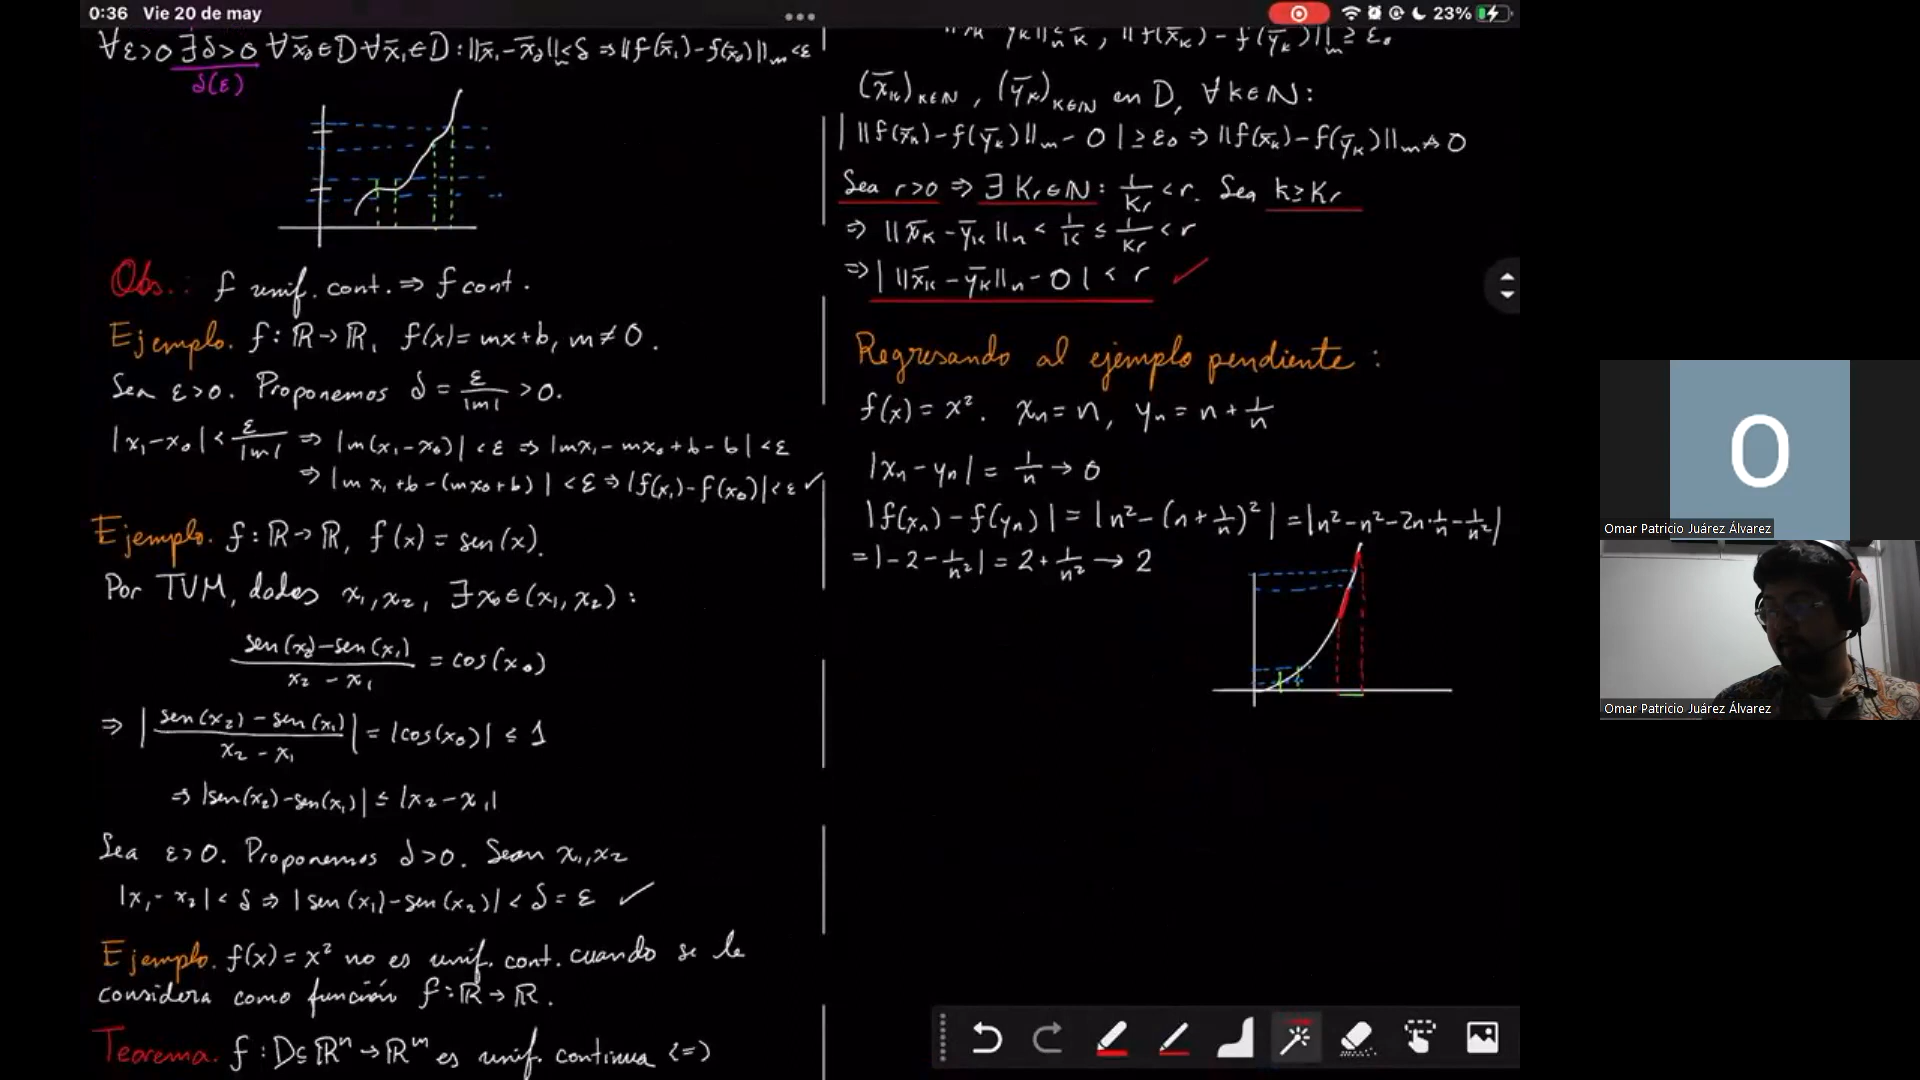 0:36 Vie 20 de may
23%
∀ε>0 ∃δ>0 ∀x̄₀∈D ∀x̄₁∈D: ||x̄₁-x̄₀||ₙ<δ ⇒ ||f(x̄₁)-f(x̄₀)||ₘ<ε
δ(ε)
Obs.: f unif. cont. ⇒ f cont.
Ejemplo. f: ℝ→ℝ, f(x)=mx+b, m≠0.
Sea ε>0. Proponemos δ = ε/|m| >0.
|x₁-x₀| < ε/|m| ⇒ |m(x₁-x₀)| < ε ⇒ |mx₁-mx₀+b-b| < ε
⇒ |mx₁+b-(mx₀+b)| < ε ⇒ |f(x₁)-f(x₀)| < ε ✓
Ejemplo. f: ℝ→ℝ, f(x) = sen(x).
Por TVM, dados x₁,x₂, ∃x₀∈(x₁,x₂):
(sen(x₂)-sen(x₁))/(x₂-x₁) = cos(x₀)
⇒ |(sen(x₂)-sen(x₁))/(x₂-x₁)| = |cos(x₀)| ≤ 1
⇒ |sen(x₂)-sen(x₁)| ≤ |x₂-x₁|
Sea ε>0. Proponemos δ>0. Sean x₁,x₂
|x₁-x₂| < δ ⇒ |sen(x₁)-sen(x₂)| < δ = ε ✓
Ejemplo. f(x) = x² no es unif. cont. cuando se le
considera como función f: ℝ→ℝ.
Teorema. f: D⊆ℝⁿ→ℝᵐ es unif. continua <=>
, ||f(x̄ₖ)-f(ȳₖ)||ₘ ≥ ε₀
(x̄ₖ)ₖ∈ℕ, (ȳₖ)ₖ∈ℕ en D, ∀k∈ℕ:
| ||f(x̄ₖ)-f(ȳₖ)||ₘ - 0 | ≥ ε₀ ⇒ ||f(x̄ₖ)-f(ȳₖ)||ₘ ↛ 0
Sea r>0 ⇒ ∃ Kᵣ∈ℕ: 1/Kᵣ < r. Sea k≥Kᵣ
⇒ ||x̄ₖ-ȳₖ||ₙ < 1/k ≤ 1/Kᵣ < r
⇒ | ||x̄ₖ-ȳₖ||ₙ - 0 | < r ✓
Regresando al ejemplo pendiente:
f(x) = x². xₙ = n, yₙ = n + 1/n
|xₙ-yₙ| = 1/n → 0
|f(xₙ)-f(yₙ)| = |n²-(n+1/n)²| = |n²-n²-2n·1/n-1/n²|
= |-2-1/n²| = 2+1/n² → 2
O
Omar Patricio Juárez Álvarez
Omar Patricio Juárez Álvarez